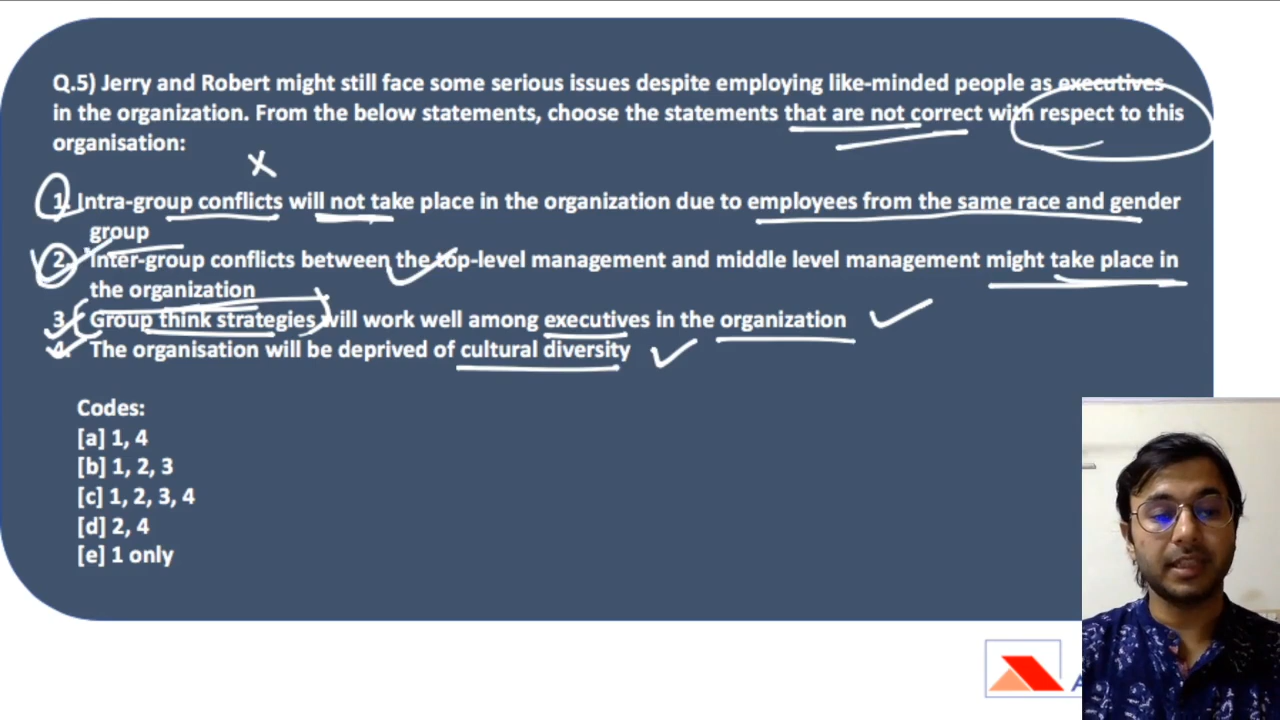 Q.5) Jerry and Robert might still face some serious issues despite employing like-minded people as executives
in the organization. From the below statements, choose the statements that are not correct with respect to this
organisation:
1. Intra-group conflicts will not take place in the organization due to employees from the same race and gender
group
2. Inter-group conflicts between the top-level management and middle level management might take place in
the organization
3. Group think strategies will work well among executives in the organization
4. The organisation will be deprived of cultural diversity
Codes:
[a] 1, 4
[b] 1, 2, 3
[c] 1, 2, 3, 4
[d] 2, 4
[e] 1 only
A